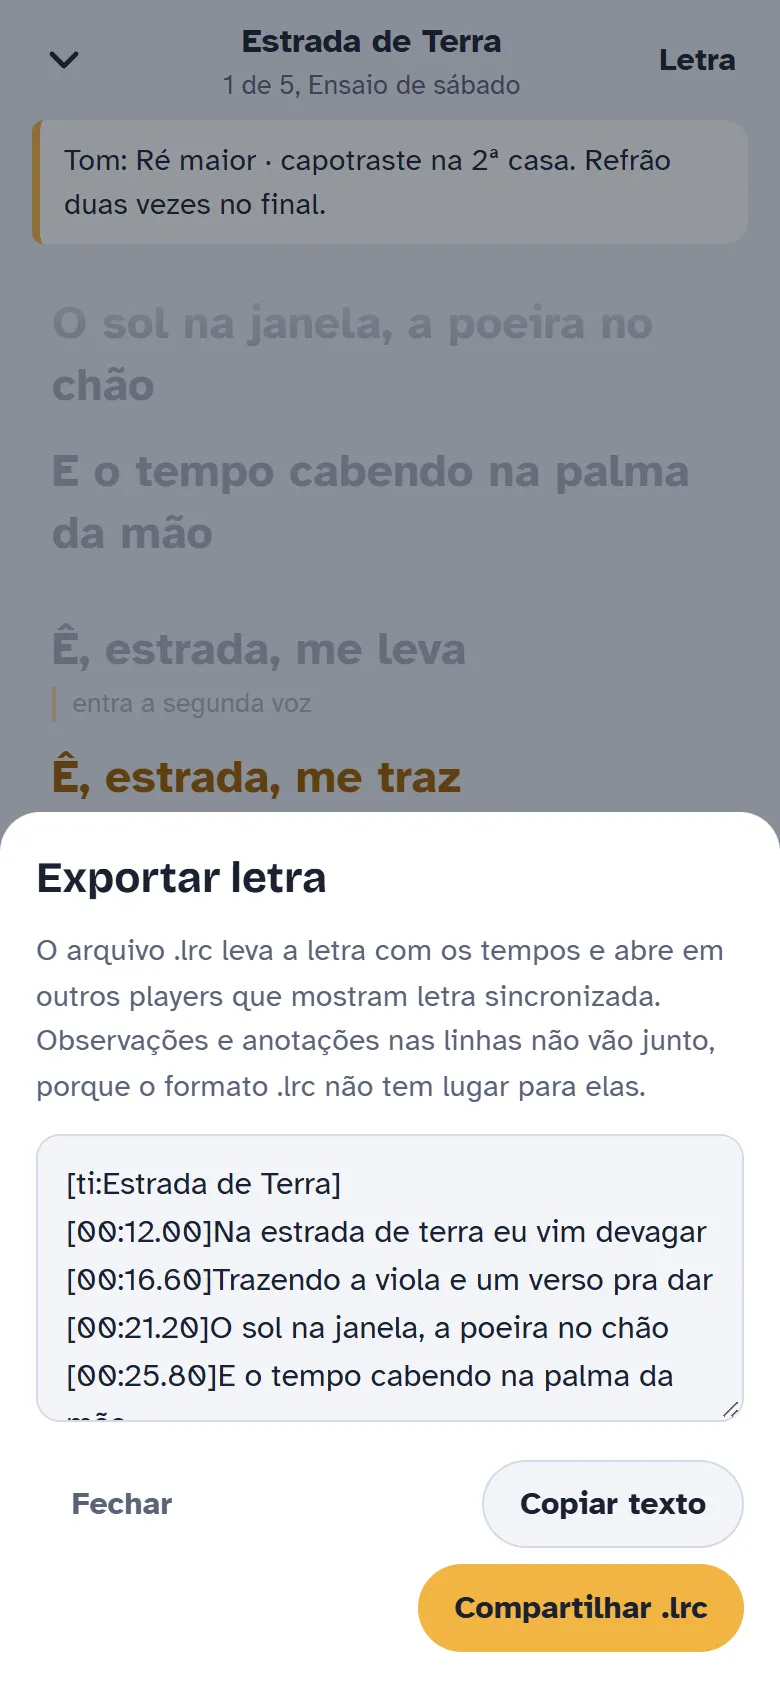 Estrada de Terra
1 de 5, Ensaio de sábado
Letra
Tom: Ré maior · capotraste na 2ª casa. Refrão
duas vezes no final.
O sol na janela, a poeira no
chão
E o tempo cabendo na palma
da mão
Ê, estrada, me leva
entra a segunda voz
Ê, estrada, me traz
Exportar letra
O arquivo .lrc leva a letra com os tempos e abre em
outros players que mostram letra sincronizada.
Observações e anotações nas linhas não vão junto,
porque o formato .lrc não tem lugar para elas.
[ti:Estrada de Terra]
[00:12.00]Na estrada de terra eu vim devagar
[00:16.60]Trazendo a viola e um verso pra dar
[00:21.20]O sol na janela, a poeira no chão
[00:25.80]E o tempo cabendo na palma da
Fechar
Copiar texto
Compartilhar .lrc